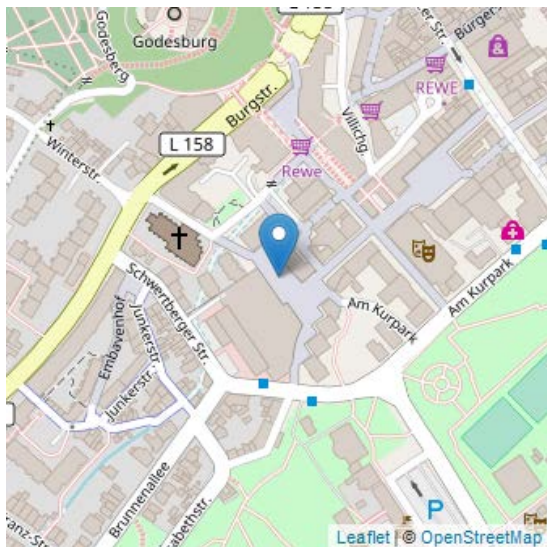 Godesburg
Godesberg
Burgstr.
Bürger
Str.
REWE
Villichg.
L 158
Rewe
Winterstr.
Schwertberger Str.
Am Kurpark
Am Kurpark
Embavenhof
Junkerstr.
Junkerstr.
Brunnenallee
P
Leaflet | © OpenStreetMap